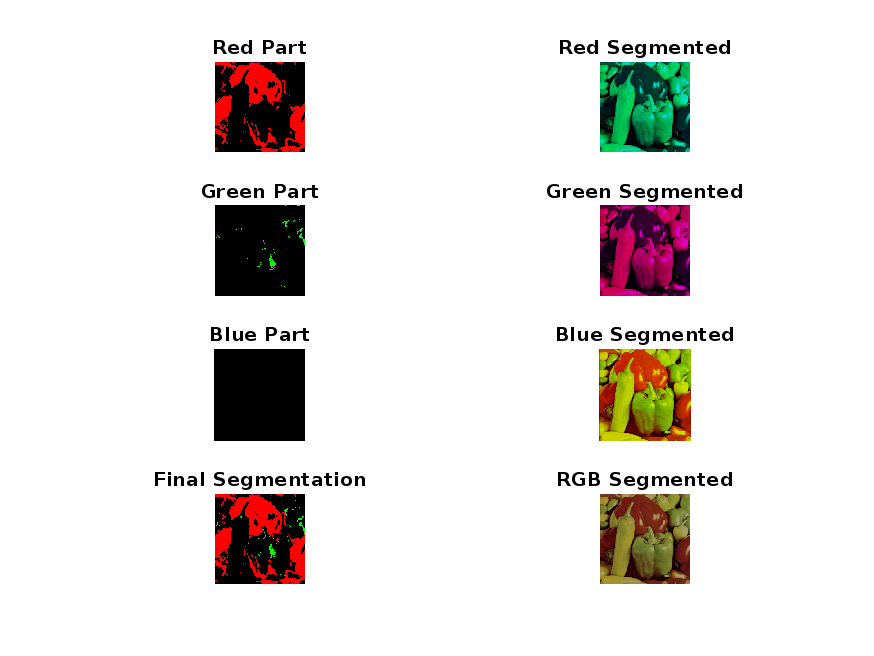 Red Part
Red Segmented
Green Part
Green Segmented
Blue Part
Blue Segmented
Final Segmentation
RGB Segmented